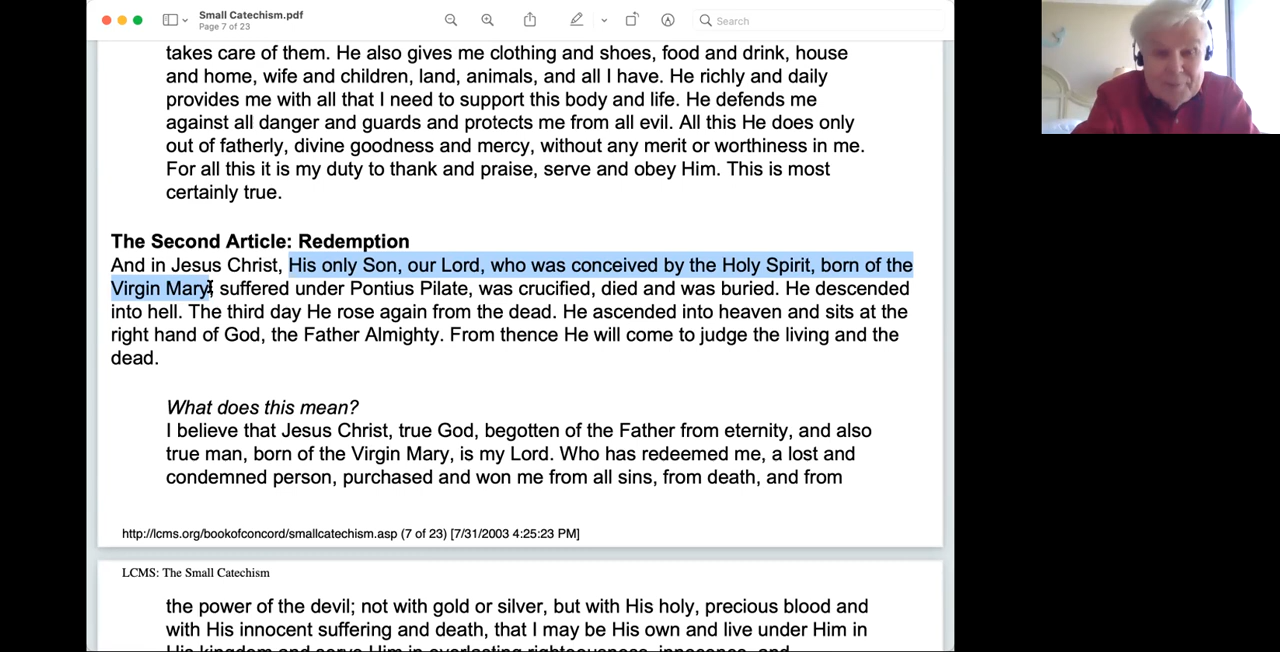 Small Catechism.pdf
Page 7 of 23
Search
takes care of them. He also gives me clothing and shoes, food and drink, house
and home, wife and children, land, animals, and all I have. He richly and daily
provides me with all that I need to support this body and life. He defends me
against all danger and guards and protects me from all evil. All this He does only
out of fatherly, divine goodness and mercy, without any merit or worthiness in me.
For all this it is my duty to thank and praise, serve and obey Him. This is most
certainly true.
The Second Article: Redemption
And in Jesus Christ, His only Son, our Lord, who was conceived by the Holy Spirit, born of the
Virgin Mary, suffered under Pontius Pilate, was crucified, died and was buried. He descended
into hell. The third day He rose again from the dead. He ascended into heaven and sits at the
right hand of God, the Father Almighty. From thence He will come to judge the living and the
dead.
What does this mean?
I believe that Jesus Christ, true God, begotten of the Father from eternity, and also
true man, born of the Virgin Mary, is my Lord. Who has redeemed me, a lost and
condemned person, purchased and won me from all sins, from death, and from
http://lcms.org/bookofconcord/smallcatechism.asp (7 of 23) [7/31/2003 4:25:23 PM]
LCMS: The Small Catechism
the power of the devil; not with gold or silver, but with His holy, precious blood and
with His innocent suffering and death, that I may be His own and live under Him in
His kingdom and serve Him in everlasting righteousness, innocence, and